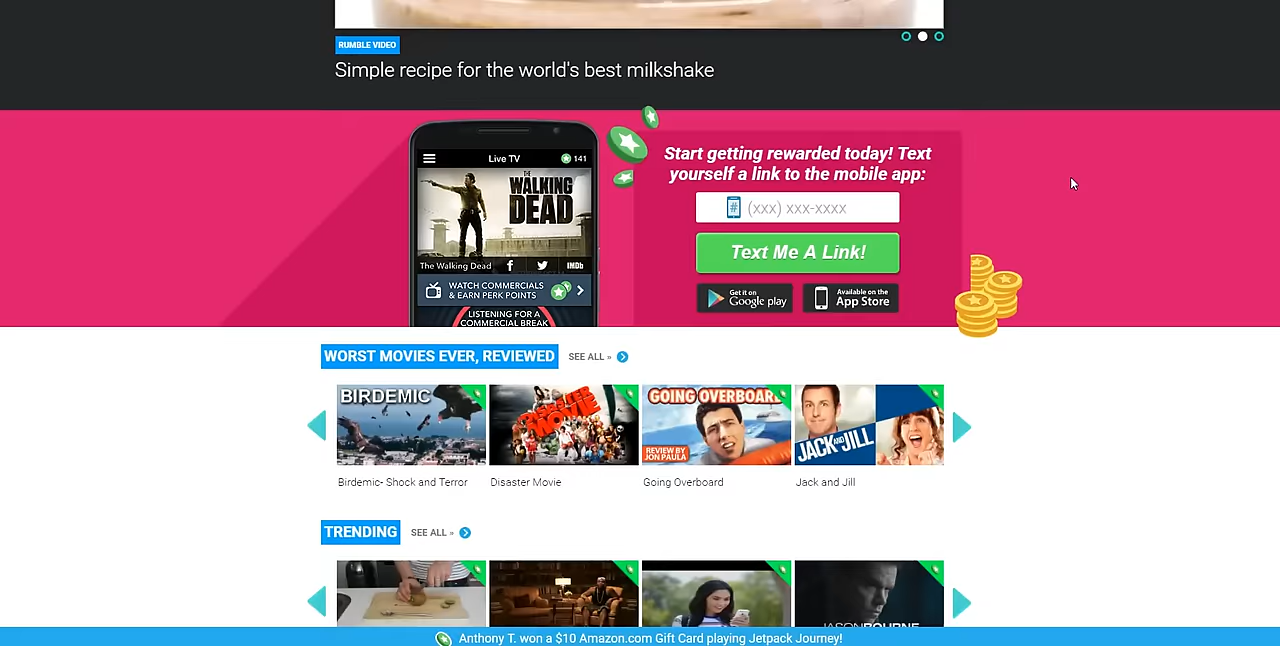 RUMBLE VIDEO
Simple recipe for the world's best milkshake
Live TV
141
THE
WALKING
DEAD
The Walking Dead
f
IMDb
WATCH COMMERCIALS
& EARN PERK POINTS
LISTENING FOR A
COMMERCIAL BREAK
Start getting rewarded today! Text
yourself a link to the mobile app:
# (xxx) xxx-xxxx
Text Me A Link!
Get it on
Google play
Available on the
App Store
WORST MOVIES EVER, REVIEWED
SEE ALL »
BIRDEMIC
DISASTER
MOVIE
GOING OVERBOARD
REVIEW BY
JON PAULA
JACK AND JILL
Birdemic- Shock and Terror
Disaster Movie
Going Overboard
Jack and Jill
TRENDING
SEE ALL »
JASON BOURNE
Anthony T. won a $10 Amazon.com Gift Card playing Jetpack Journey!